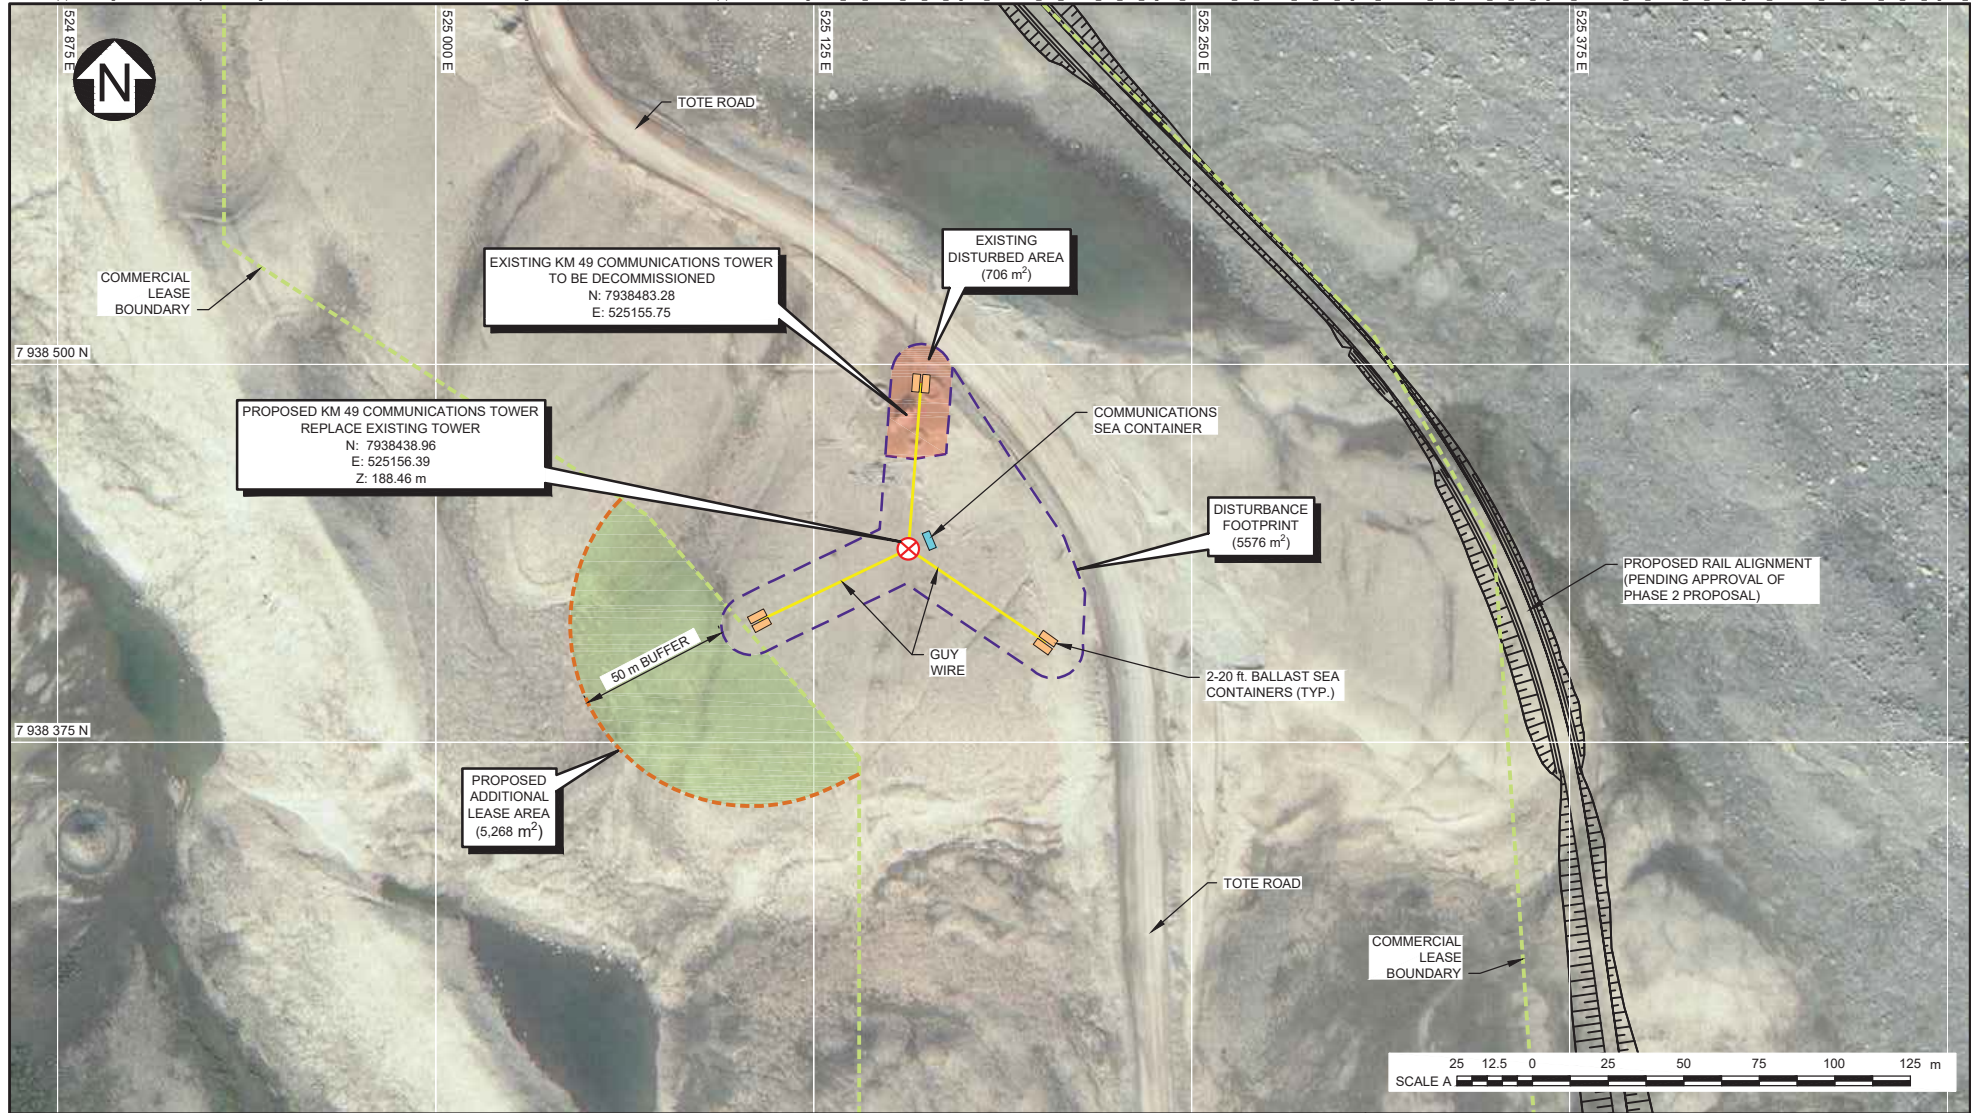 524 875 E
525 000 E
525 125 E
525 250 E
525 375 E
N
TOTE ROAD
EXISTING
DISTURBED AREA
(706 m²)
EXISTING KM 49 COMMUNICATIONS TOWER
TO BE DECOMMISSIONED
N: 7938483.28
E: 525155.75
COMMERCIAL
LEASE
BOUNDARY
7 938 500 N
PROPOSED KM 49 COMMUNICATIONS TOWER
REPLACE EXISTING TOWER
N: 7938438.96
E: 525156.39
Z: 188.46 m
COMMUNICATIONS
SEA CONTAINER
DISTURBANCE
FOOTPRINT
(5576 m²)
PROPOSED RAIL ALIGNMENT
(PENDING APPROVAL OF
PHASE 2 PROPOSAL)
50 m BUFFER
GUY
WIRE
2-20 ft. BALLAST SEA
CONTAINERS (TYP.)
7 938 375 N
PROPOSED
ADDITIONAL
LEASE AREA
(5,268 m²)
TOTE ROAD
COMMERCIAL
LEASE
BOUNDARY
25 12.5 0 25 50 75 100 125 m
SCALE A